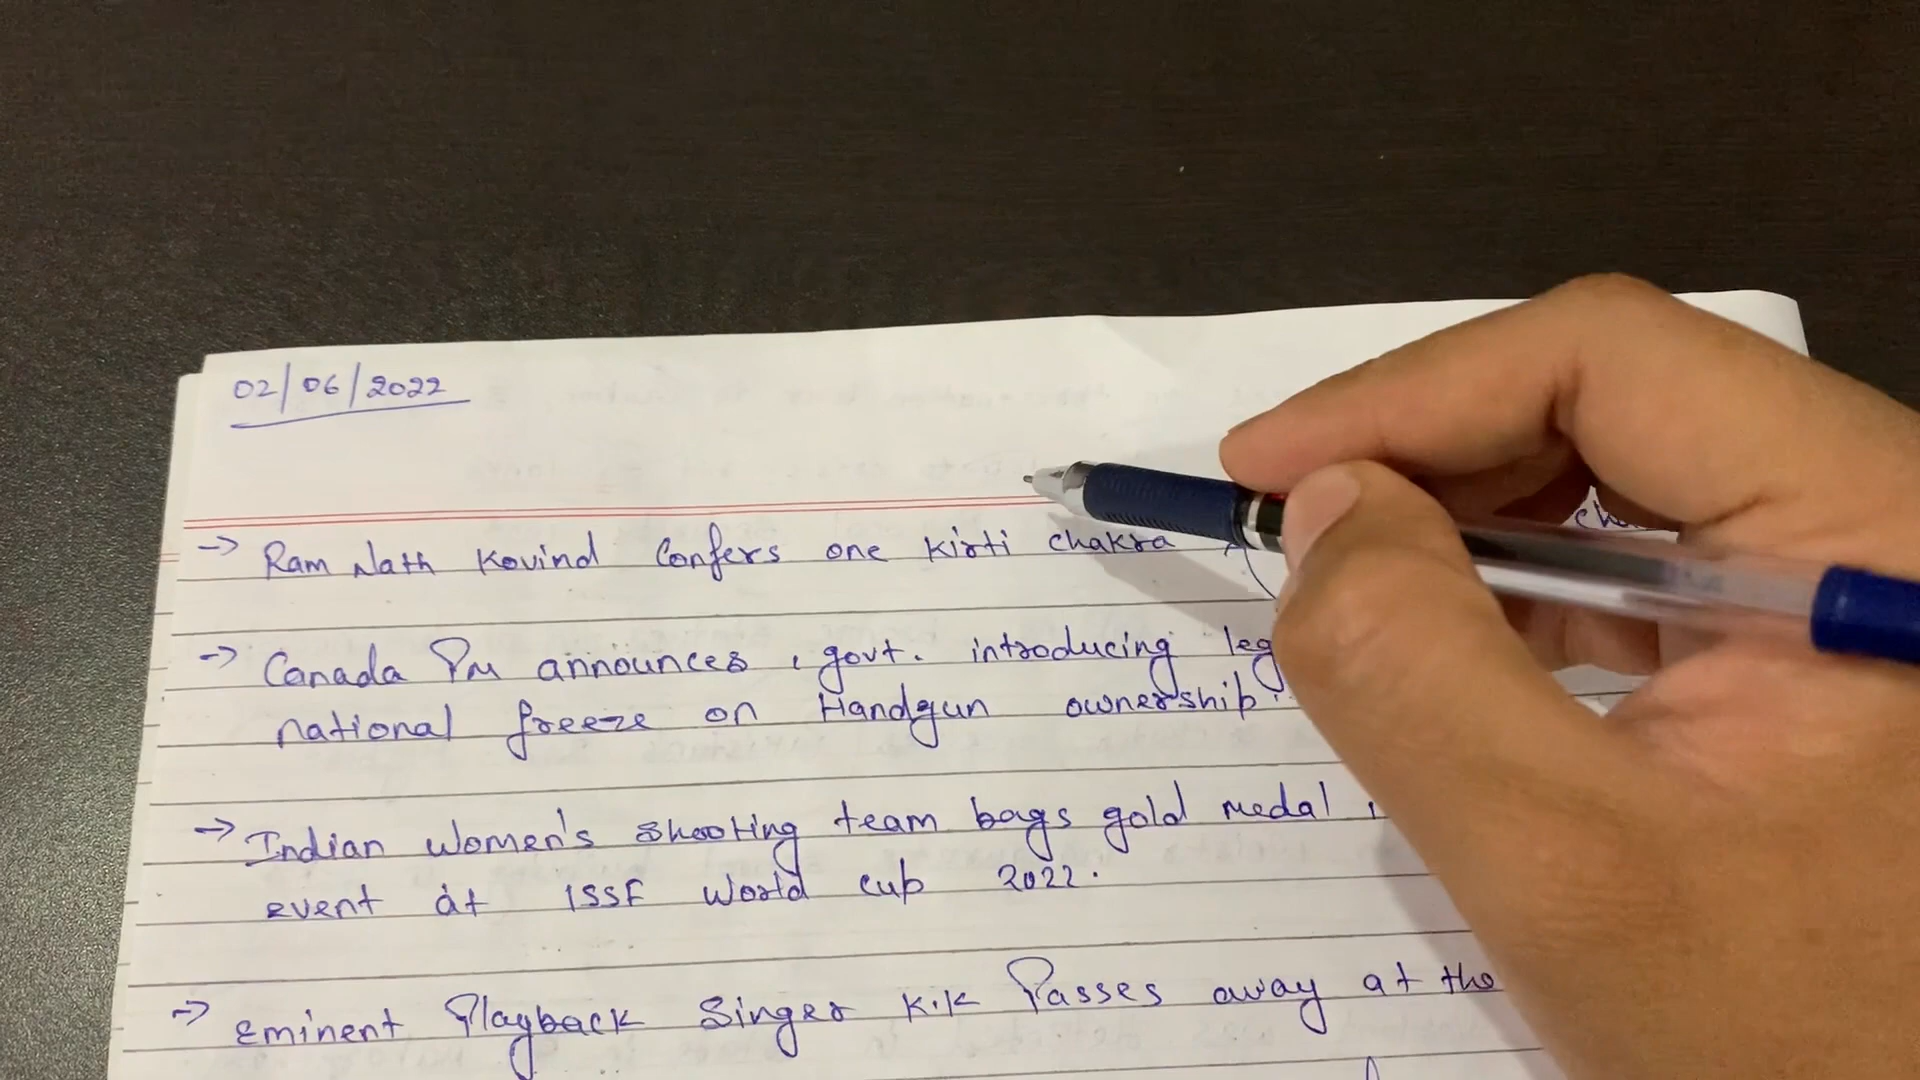 02/06/2022
→ Ram Nath Kovind Confers one Kirti chakra
→ Canada PM announces, govt. introducing
national freeze on Handgun ownership.
→ Indian Women's shooting team bags gold medal
event at ISSF World cup 2022.
→ Eminent Playback Singer K.K Passes away at the